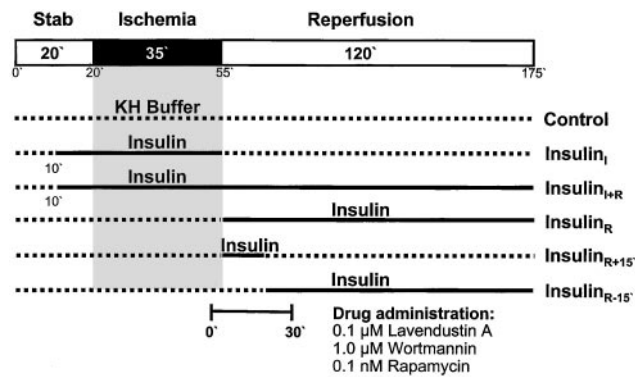 Stab Ischemia Reperfusion
20` 35` 120`
0` 20` 55` 175`
KH Buffer Control
Insulin InsulinI
10`
Insulin InsulinI+R
10`
Insulin InsulinR
Insulin InsulinR+15`
Insulin InsulinR-15`
Drug administration:
0` 30` 0.1 µM Lavendustin A
1.0 µM Wortmannin
0.1 nM Rapamycin